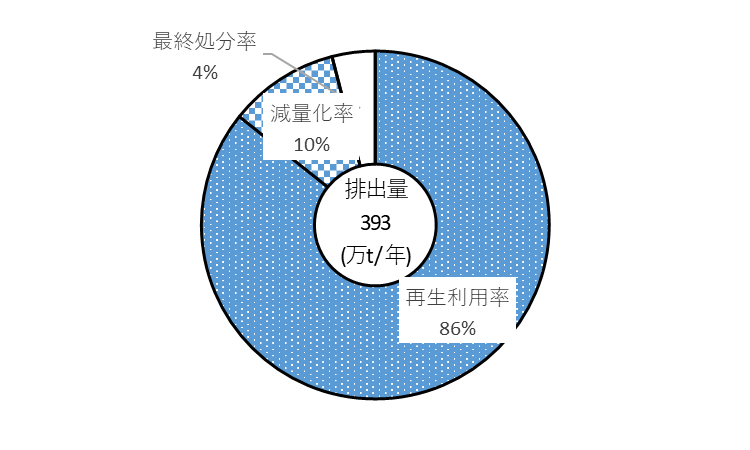 最終処分率
4%
減量化率
10%
排出量
393
(万t/年)
再生利用率
86%